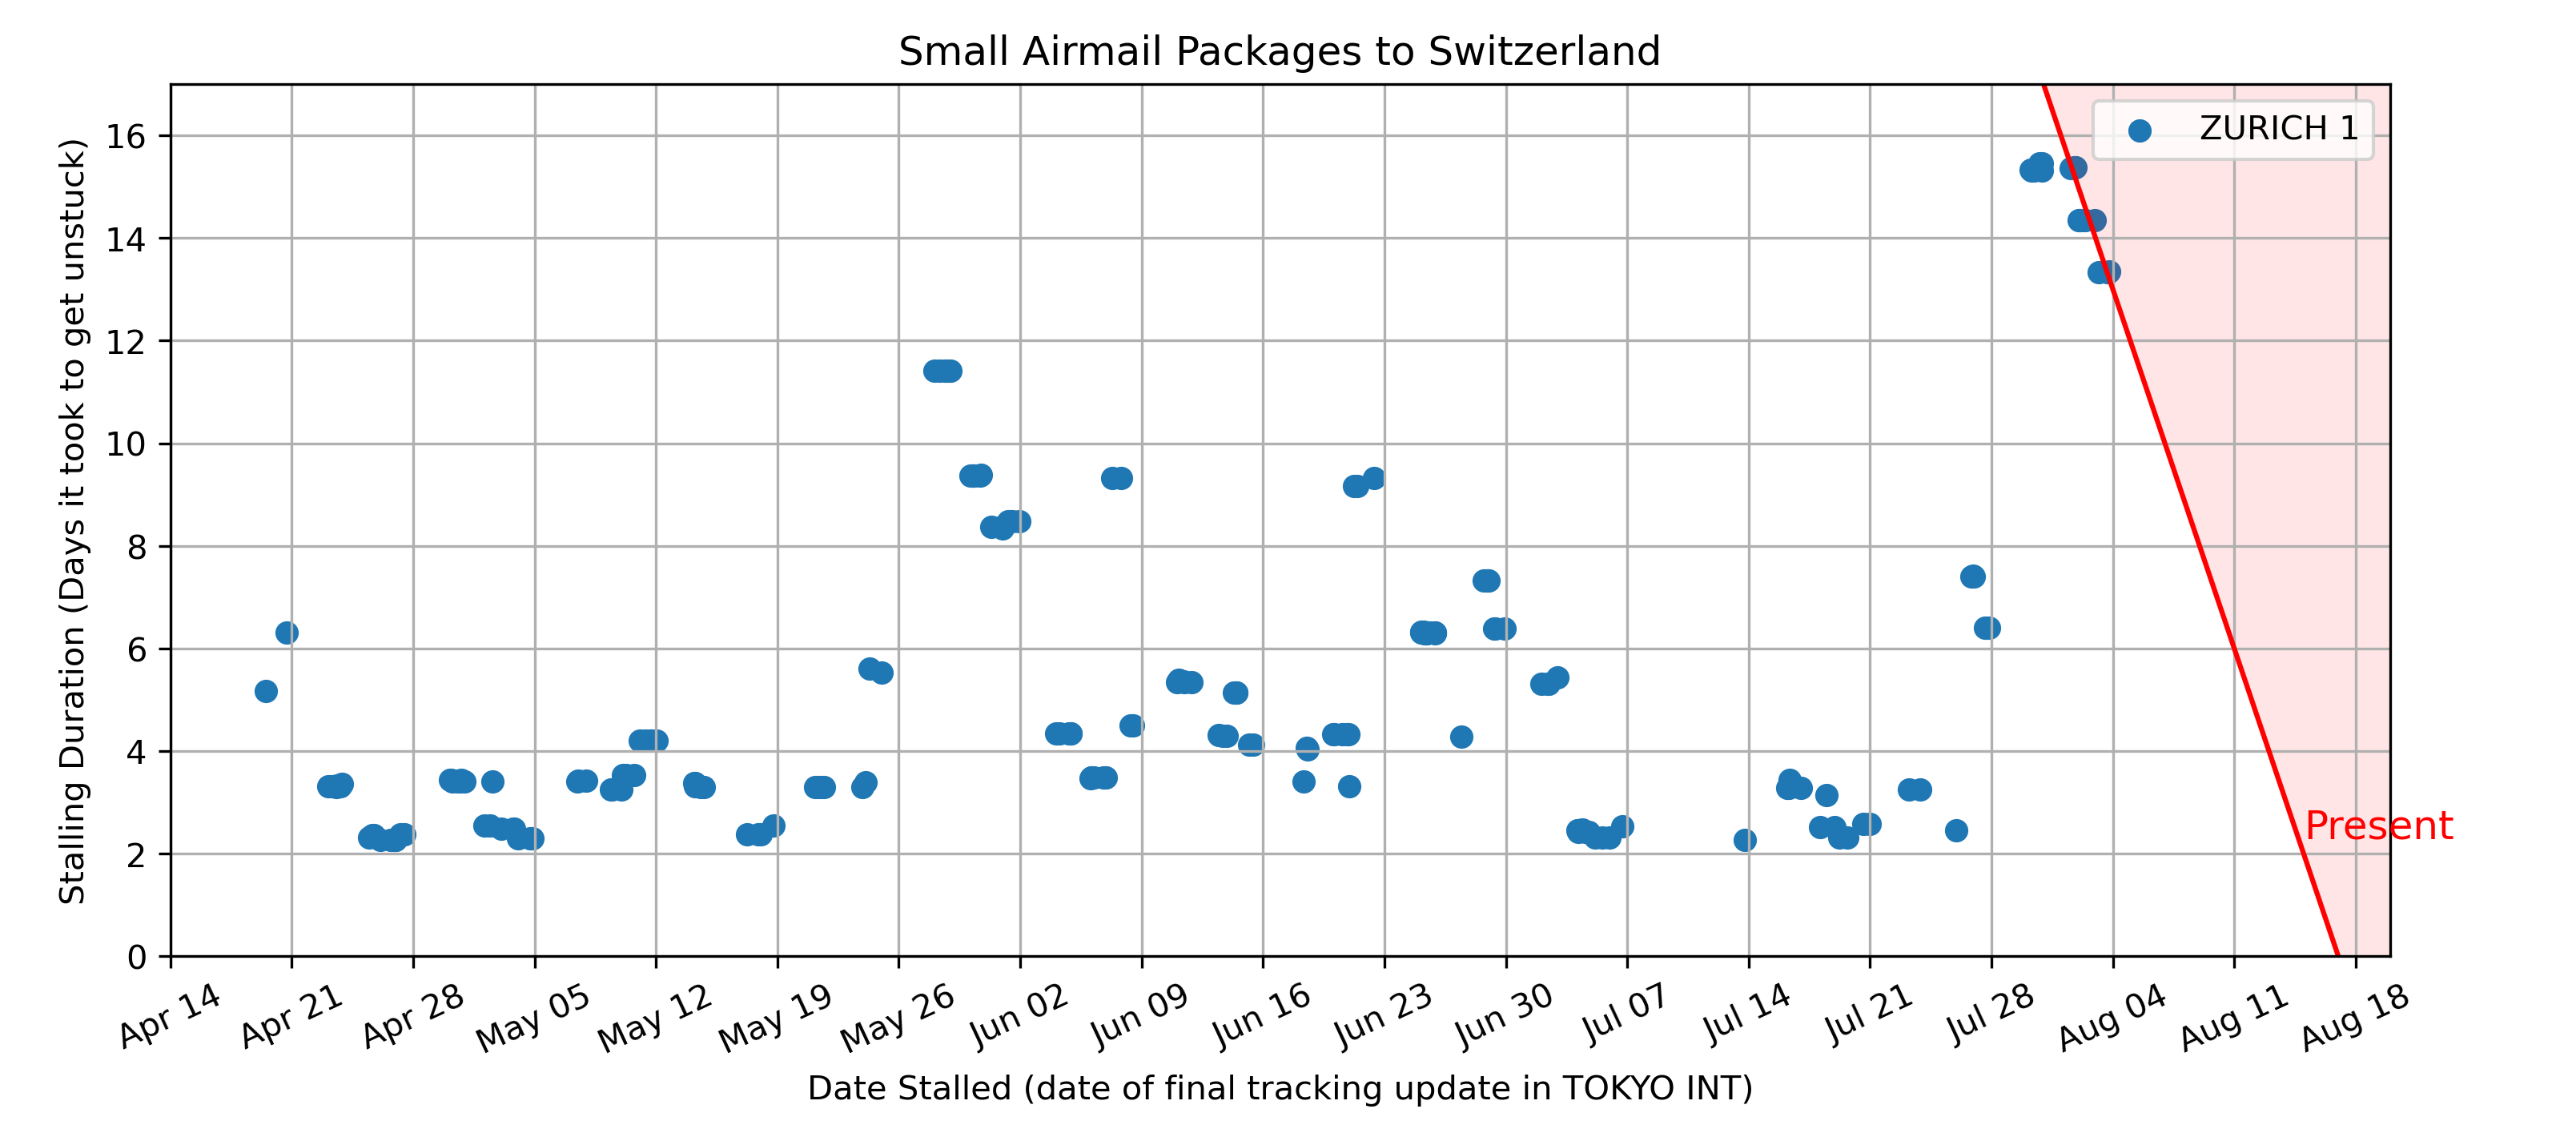 Small Airmail Packages to Switzerland
ZURICH 1
Stalling Duration (Days it took to get unstuck)
16
14
12
10
8
6
4
2
0
Present
Apr 14
Apr 21
Apr 28
May 05
May 12
May 19
May 26
Jun 02
Jun 09
Jun 16
Jun 23
Jun 30
Jul 07
Jul 14
Jul 21
Jul 28
Aug 04
Aug 11
Aug 18
Date Stalled (date of final tracking update in TOKYO INT)